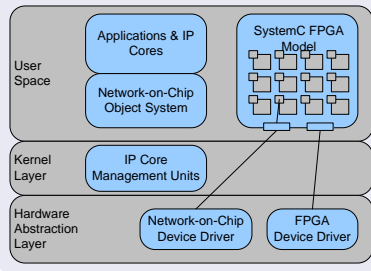 Applications & IP
Cores
SystemC FPGA
Model
User
Space
Network-on-Chip
Object System
Kernel
Layer
IP Core
Management Units
Hardware
Abstraction
Layer
Network-on-Chip
Device Driver
FPGA
Device Driver